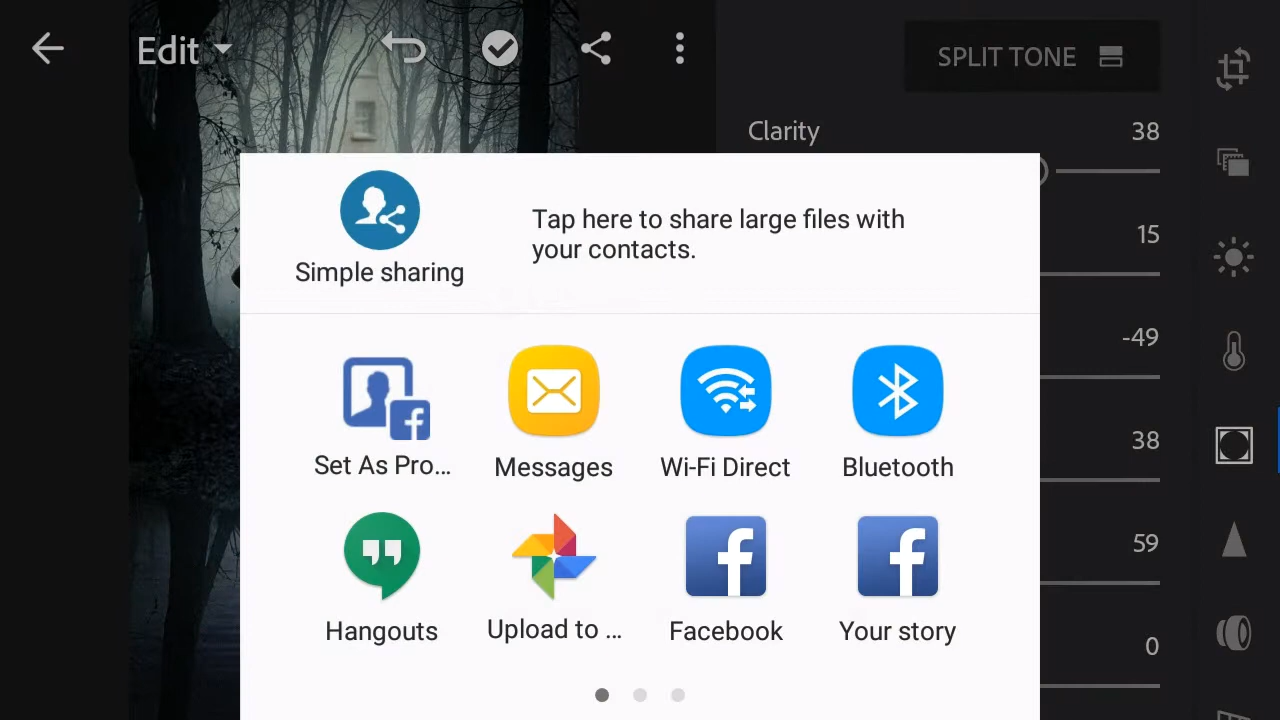 Edit
SPLIT TONE
Clarity 38
15
-49
38
59
0
Simple sharing
Tap here to share large files with
your contacts.
Set As Pro...
Messages
Wi-Fi Direct
Bluetooth
Hangouts
Upload to ...
Facebook
Your story